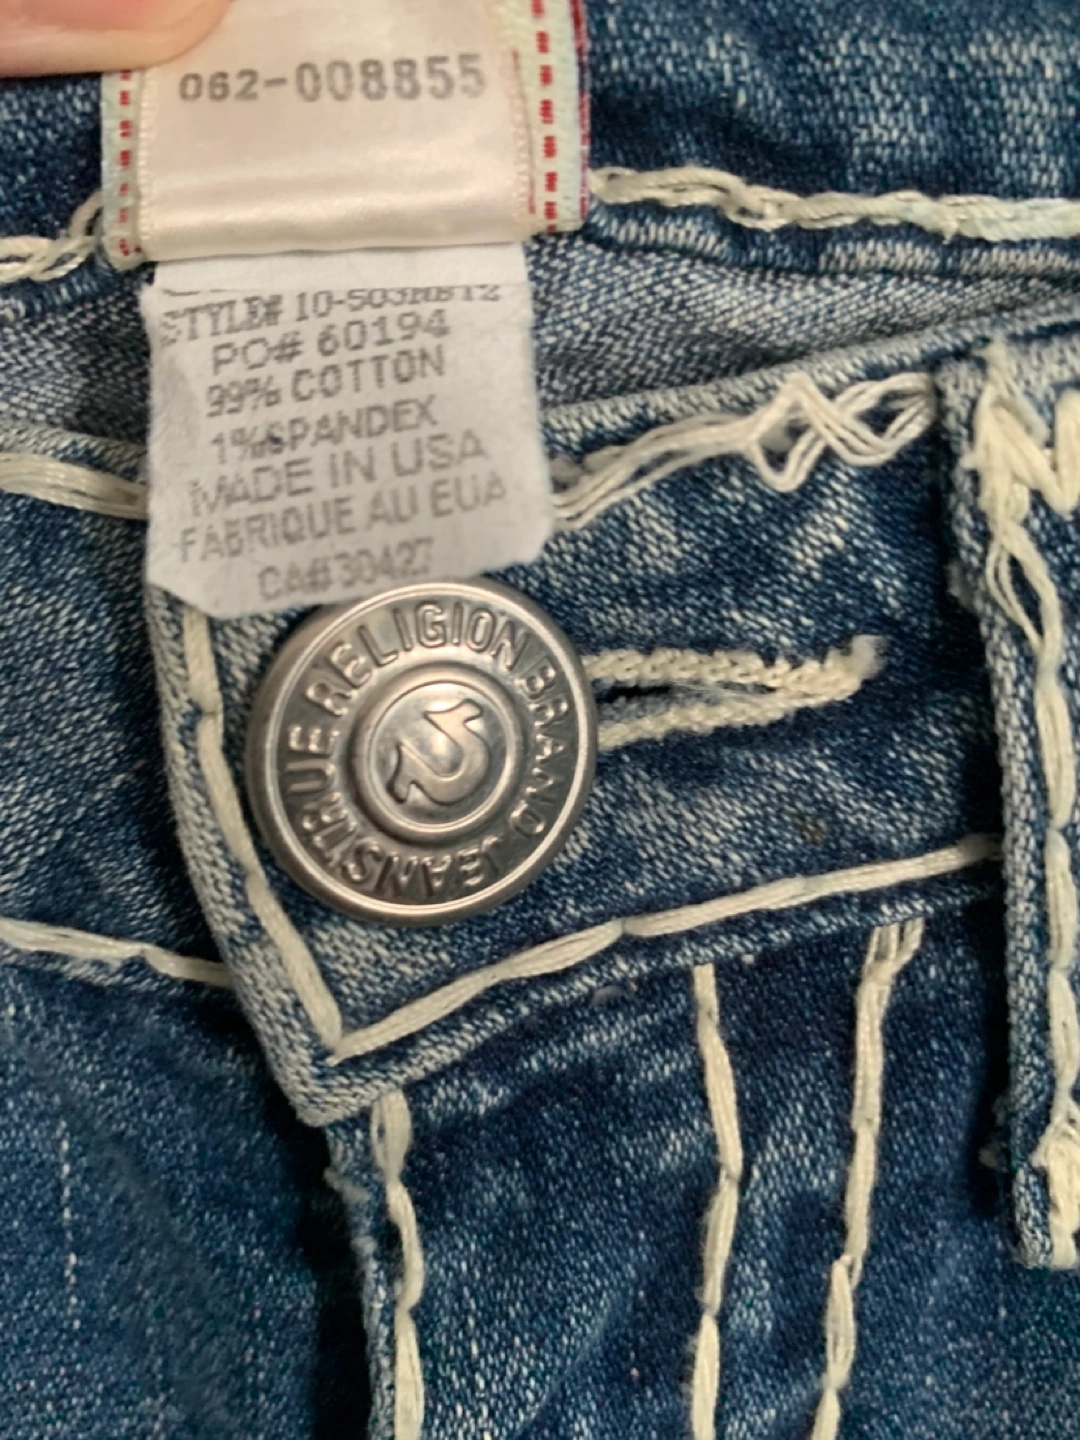 062-008855
STYLE# 10-503NBT2
PO# 60194
99% COTTON
1% SPANDEX
MADE IN USA
FABRIQUE AU EUA
CA# 30427
TRUE RELIGION BRAND JEANS